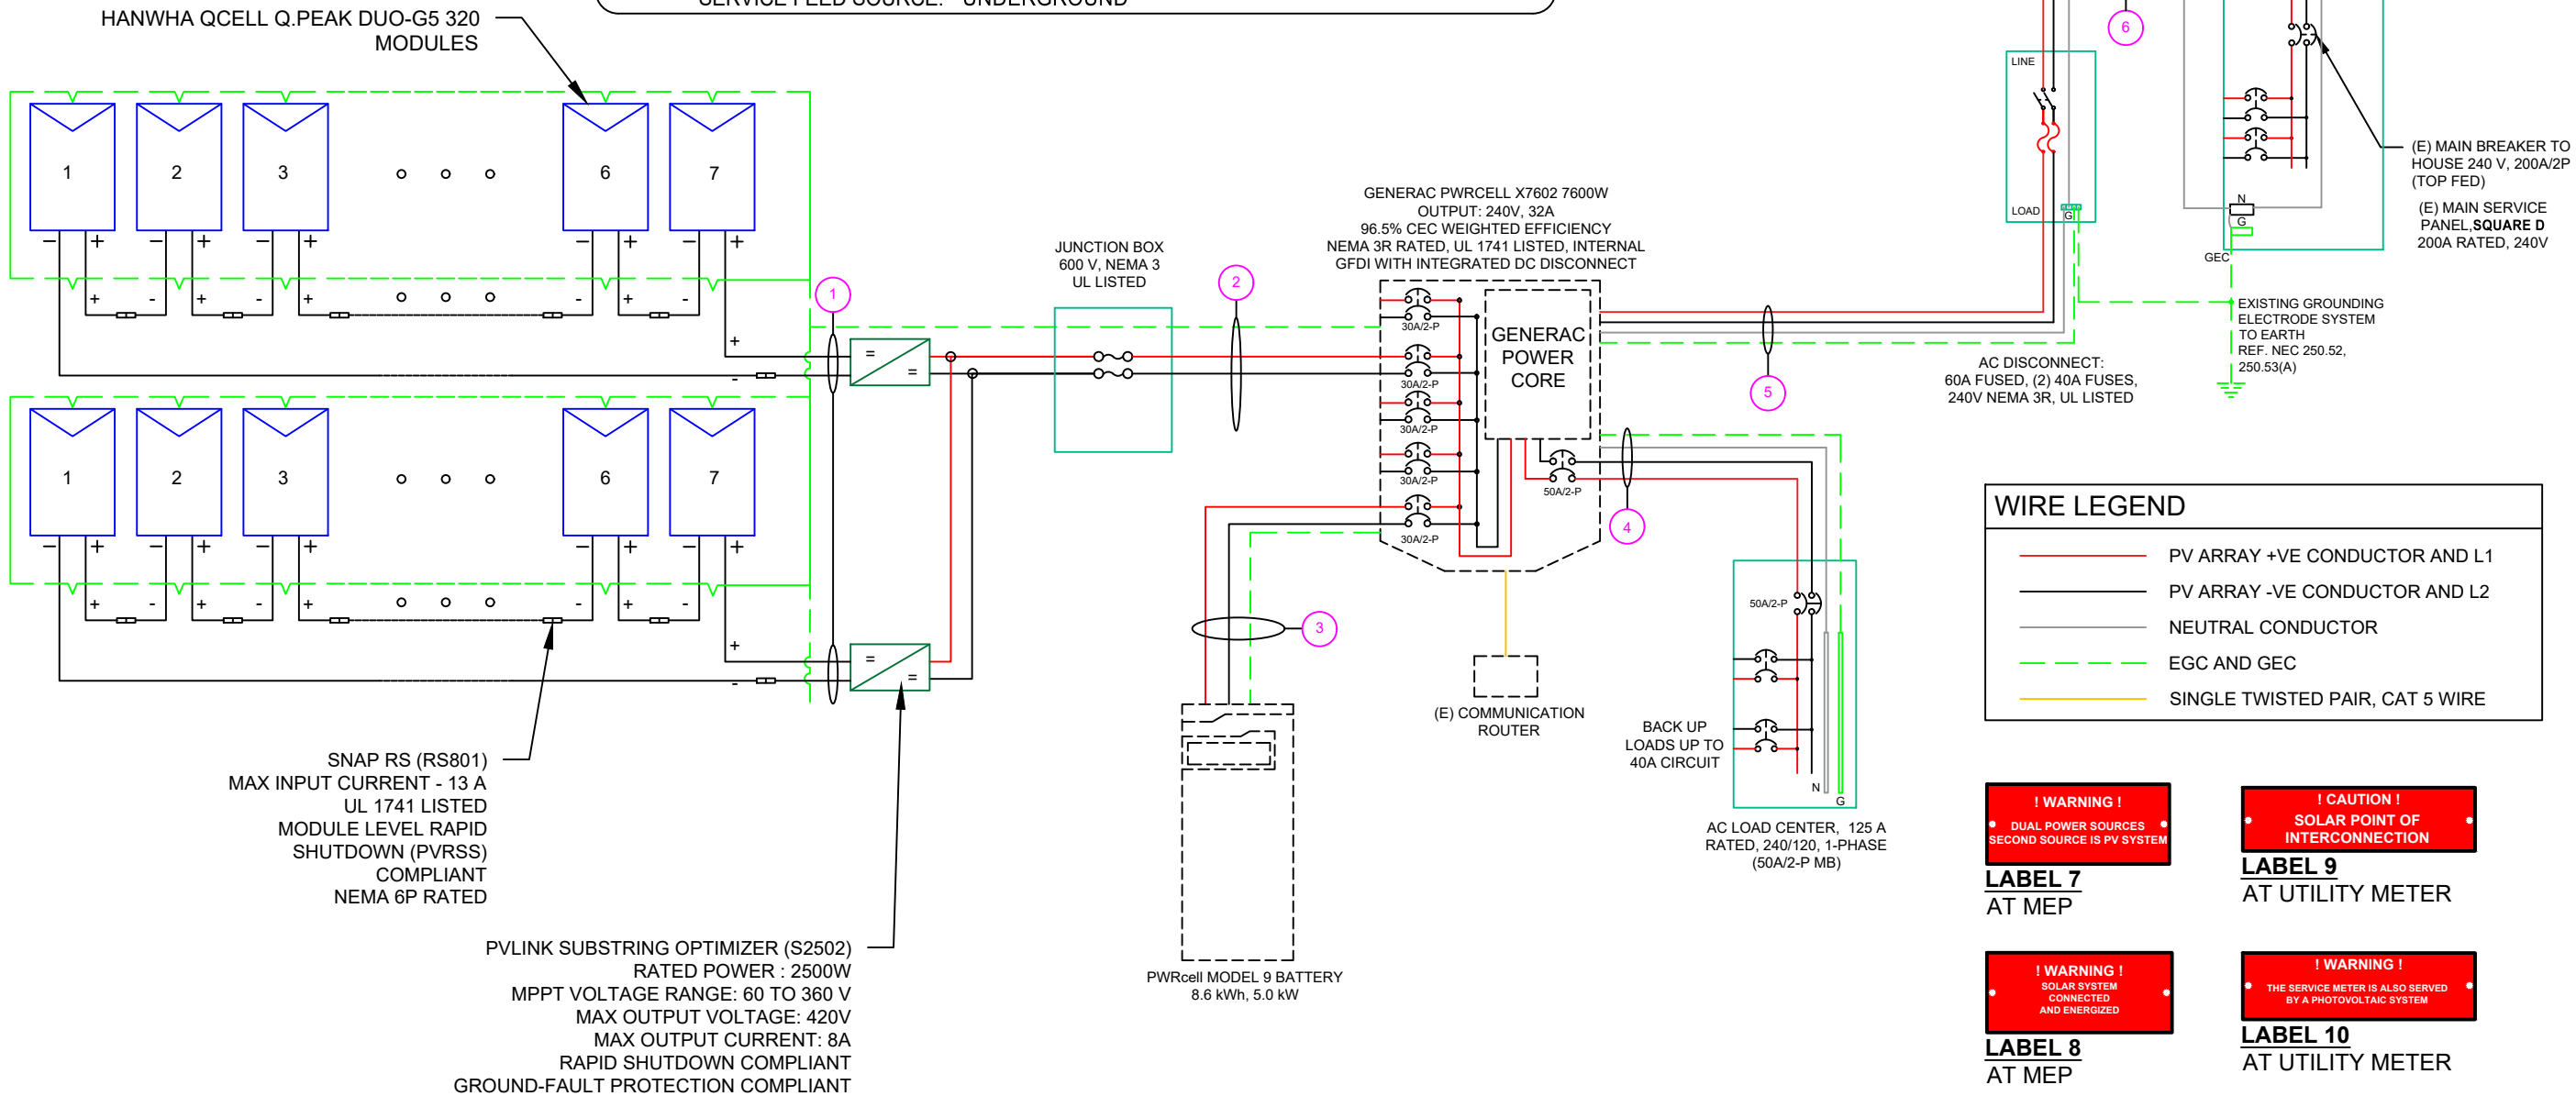 SERVICE FEED SOURCE: UNDERGROUND
HANWHA QCELL Q.PEAK DUO-G5 320
MODULES
1
2
3
6
7
- +
- +
- +
- +
- +
+ - + - + - + -
+
-
1
2
3
6
7
- +
- +
- +
- +
- +
+ - + - + - + -
+
-
1
=
=
=
=
SNAP RS (RS801)
MAX INPUT CURRENT - 13 A
UL 1741 LISTED
MODULE LEVEL RAPID
SHUTDOWN (PVRSS)
COMPLIANT
NEMA 6P RATED
PVLINK SUBSTRING OPTIMIZER (S2502)
RATED POWER : 2500W
MPPT VOLTAGE RANGE: 60 TO 360 V
MAX OUTPUT VOLTAGE: 420V
MAX OUTPUT CURRENT: 8A
RAPID SHUTDOWN COMPLIANT
GROUND-FAULT PROTECTION COMPLIANT
JUNCTION BOX
600 V, NEMA 3
UL LISTED
2
GENERAC PWRCELL X7602 7600W
OUTPUT: 240V, 32A
96.5% CEC WEIGHTED EFFICIENCY
NEMA 3R RATED, UL 1741 LISTED, INTERNAL
GFDI WITH INTEGRATED DC DISCONNECT
30A/2-P
30A/2-P
30A/2-P
30A/2-P
30A/2-P
GENERAC
POWER
CORE
50A/2-P
3
PWRcell MODEL 9 BATTERY
8.6 kWh, 5.0 kW
(E) COMMUNICATION
ROUTER
4
5
50A/2-P
BACK UP
LOADS UP TO
40A CIRCUIT
N
G
AC LOAD CENTER, 125 A
RATED, 240/120, 1-PHASE
(50A/2-P MB)
LINE
LOAD
G
AC DISCONNECT:
60A FUSED, (2) 40A FUSES,
240V NEMA 3R, UL LISTED
6
N
G
GEC
(E) MAIN BREAKER TO
HOUSE 240 V, 200A/2P
(TOP FED)
(E) MAIN SERVICE
PANEL,SQUARE D
200A RATED, 240V
EXISTING GROUNDING
ELECTRODE SYSTEM
TO EARTH
REF. NEC 250.52,
250.53(A)
WIRE LEGEND
PV ARRAY +VE CONDUCTOR AND L1
PV ARRAY -VE CONDUCTOR AND L2
NEUTRAL CONDUCTOR
EGC AND GEC
SINGLE TWISTED PAIR, CAT 5 WIRE
! WARNING !
DUAL POWER SOURCES
SECOND SOURCE IS PV SYSTEM
LABEL 7
AT MEP
! CAUTION !
SOLAR POINT OF
INTERCONNECTION
LABEL 9
AT UTILITY METER
! WARNING !
SOLAR SYSTEM
CONNECTED
AND ENERGIZED
LABEL 8
AT MEP
! WARNING !
THE SERVICE METER IS ALSO SERVED
BY A PHOTOVOLTAIC SYSTEM
LABEL 10
AT UTILITY METER